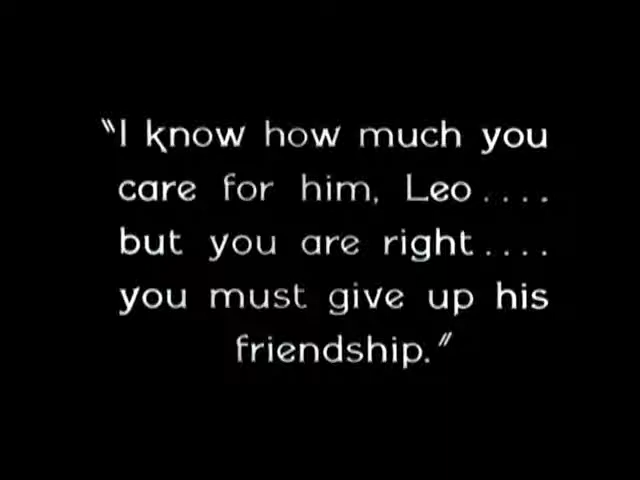 "I know how much you
care for him, Leo....
but you are right....
you must give up his
friendship."